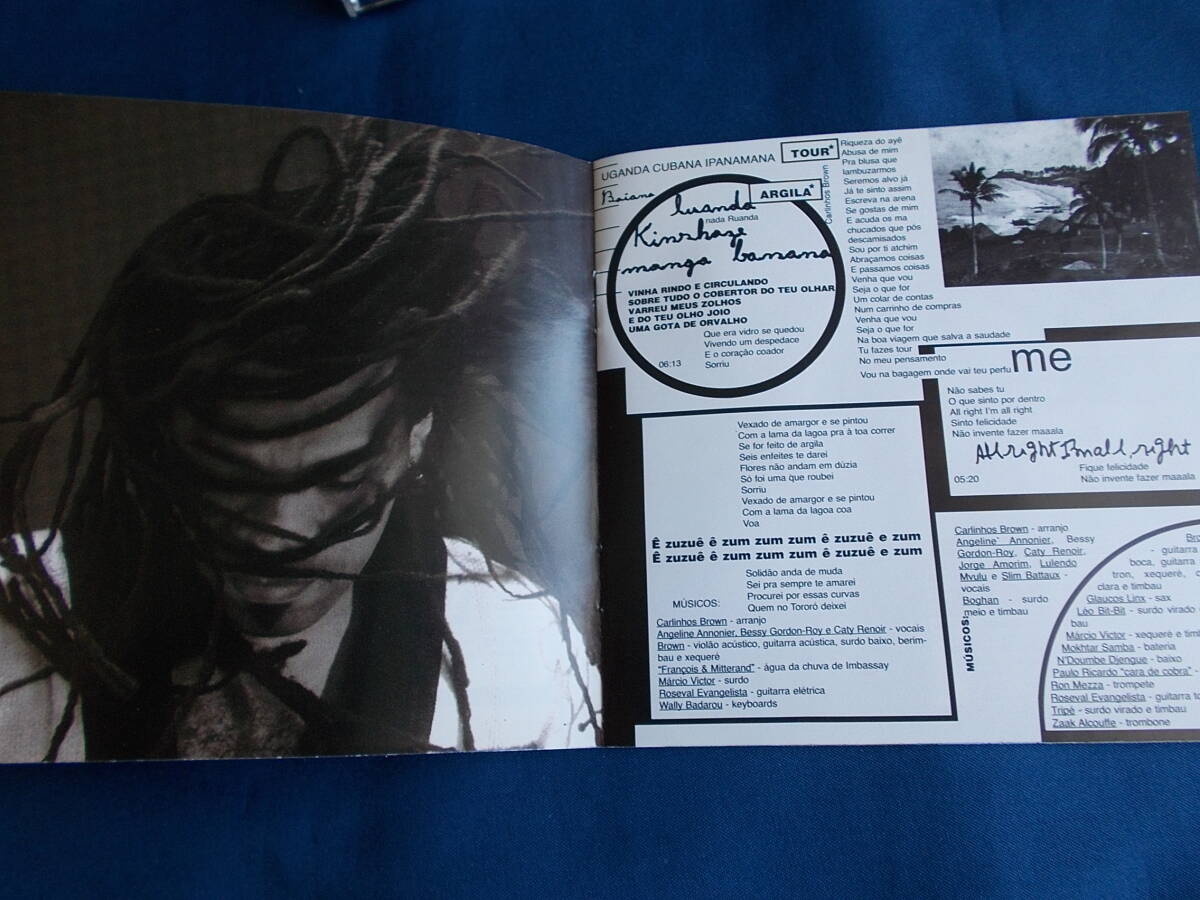 UGANDA CUBANA IPANAMANA
TOUR*
Baiana
luanda
ARGILA*
nada Ruanda
Kinshaze
manga banana
VINHA RINDO E CIRCULANDO
SOBRE TUDO O COBERTOR DO TEU OLHAR
VARREU MEUS ZOLHOS
E DO TEU OLHO JOIO
UMA GOTA DE ORVALHO
Que era vidro se quedou
Vivendo um despedace
E o coração coador
06:13 Sorriu
Carlinhos Brown
Riqueza do ayê
Abusa de mim
Pra blusa que
lambuzarmos
Seremos alvo já
Já te sinto assim
Escreva na arena
Se gostas de mim
E acuda os ma
chucados que pôs
descamisados
Sou por ti atchim
Abraçamos coisas
E passamos coisas
Venha que vou
Seja o que for
Um colar de contas
Num carrinho de compras
Venha que vou
Seja o que for
Na boa viagem que salva a saudade
Tu fazes tour
No meu pensamento
Vou na bagagem onde vai teu perfu me
Vexado de amargor e se pintou
Com a lama da lagoa pra à toa correr
Se for feito de argila
Seis enfeites te darei
Flores não andam em dúzia
Só foi uma que roubei
Sorriu
Vexado de amargor e se pintou
Com a lama da lagoa coa
Voa
Ê zuzuê ê zum zum zum ê zuzuê e zum
Ê zuzuê ê zum zum zum ê zuzuê e zum
Solidão anda de muda
Sei pra sempre te amarei
Procurei por essas curvas
Quem no Tororó deixei
MÚSICOS:
Carlinhos Brown - arranjo
Angeline Annonier, Bessy Gordon-Roy e Caty Renoir - vocais
Brown - violão acústico, guitarra acústica, surdo baixo, berim-
bau e xequerê
"François & Mitterand" - água da chuva de Imbassay
Márcio Victor - surdo
Roseval Evangelista - guitarra elétrica
Wally Badarou - keyboards
Não sabes tu
O que sinto por dentro
All right I'm all right
Sinto felicidade
Não invente fazer maaala
All right I'm all right
Fique felicidade
05:20 Não invente fazer maaala
Carlinhos Brown - arranjo
Angeline` Annonier, Bessy
Gordon-Roy, Caty Renoir,
Jorge Amorim, Lulendo
Mvulu e Slim Battaux -
vocais
Boghan - surdo
meio e timbau
MÚSICOS:
- guitarra
boca, guitarra
tron, xequerê,
clara e timbau
Glaucos Linx - sax
Léo Bit-Bit - surdo virado
bau
Márcio Victor - xequerê e
Mokhtar Samba - bateria
N'Doumbe Djengue - baixo
Paulo Ricardo "cara de cobra" -
Ron Mezza - trompete
Roseval Evangelista - guitarra
Tripé - surdo virado e timbau
Zaak Alcouffe - trombone